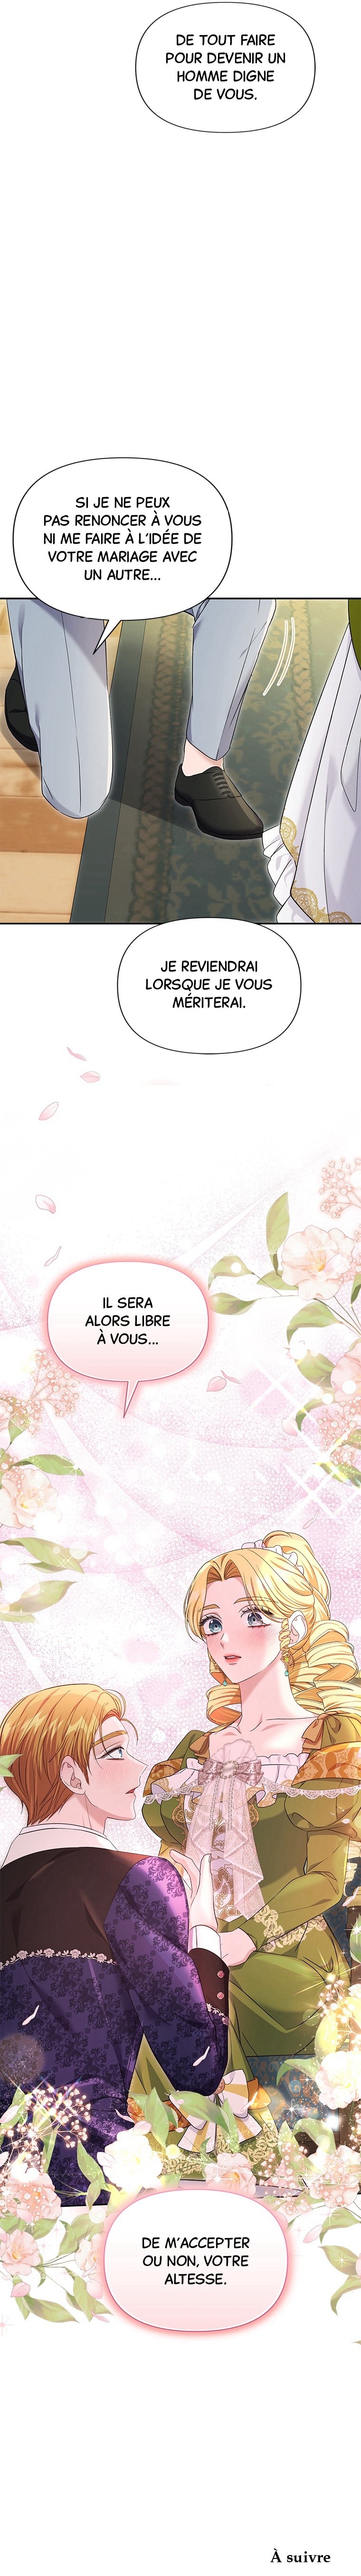 DE TOUT FAIRE
POUR DEVENIR UN
HOMME DIGNE
DE VOUS.
SI JE NE PEUX
PAS RENONCER À VOUS
NI ME FAIRE À L'IDÉE DE
VOTRE MARIAGE AVEC
UN AUTRE...
JE REVIENDRAI
LORSQUE JE VOUS
MÉRITERAI.
IL SERA
ALORS LIBRE
À VOUS...
DE M'ACCEPTER
OU NON, VOTRE
ALTESSE.
À suivre